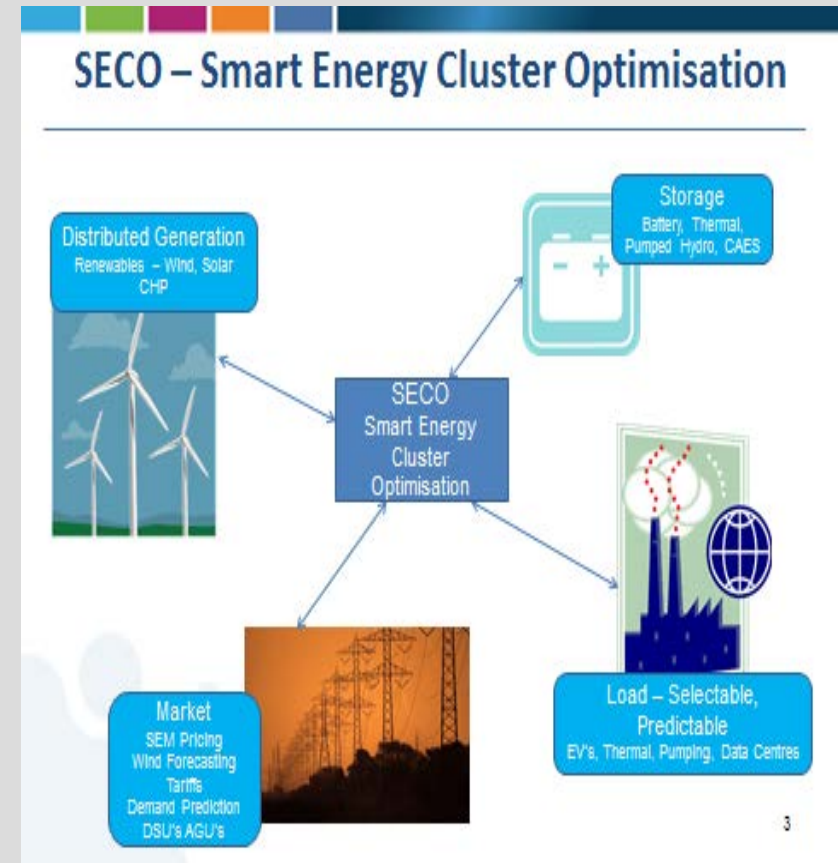 SECO – Smart Energy Cluster Optimisation
Distributed Generation
Renewables – Wind, Solar
CHP
Storage
Battery, Thermal,
Pumped Hydro, CAES
SECO
Smart Energy
Cluster
Optimisation
Market
SEM Pricing
Wind Forecasting
Tariffs
Demand Prediction
DSU's AGU's
Load – Selectable,
Predictable
EV's, Thermal, Pumping, Data Centres
3